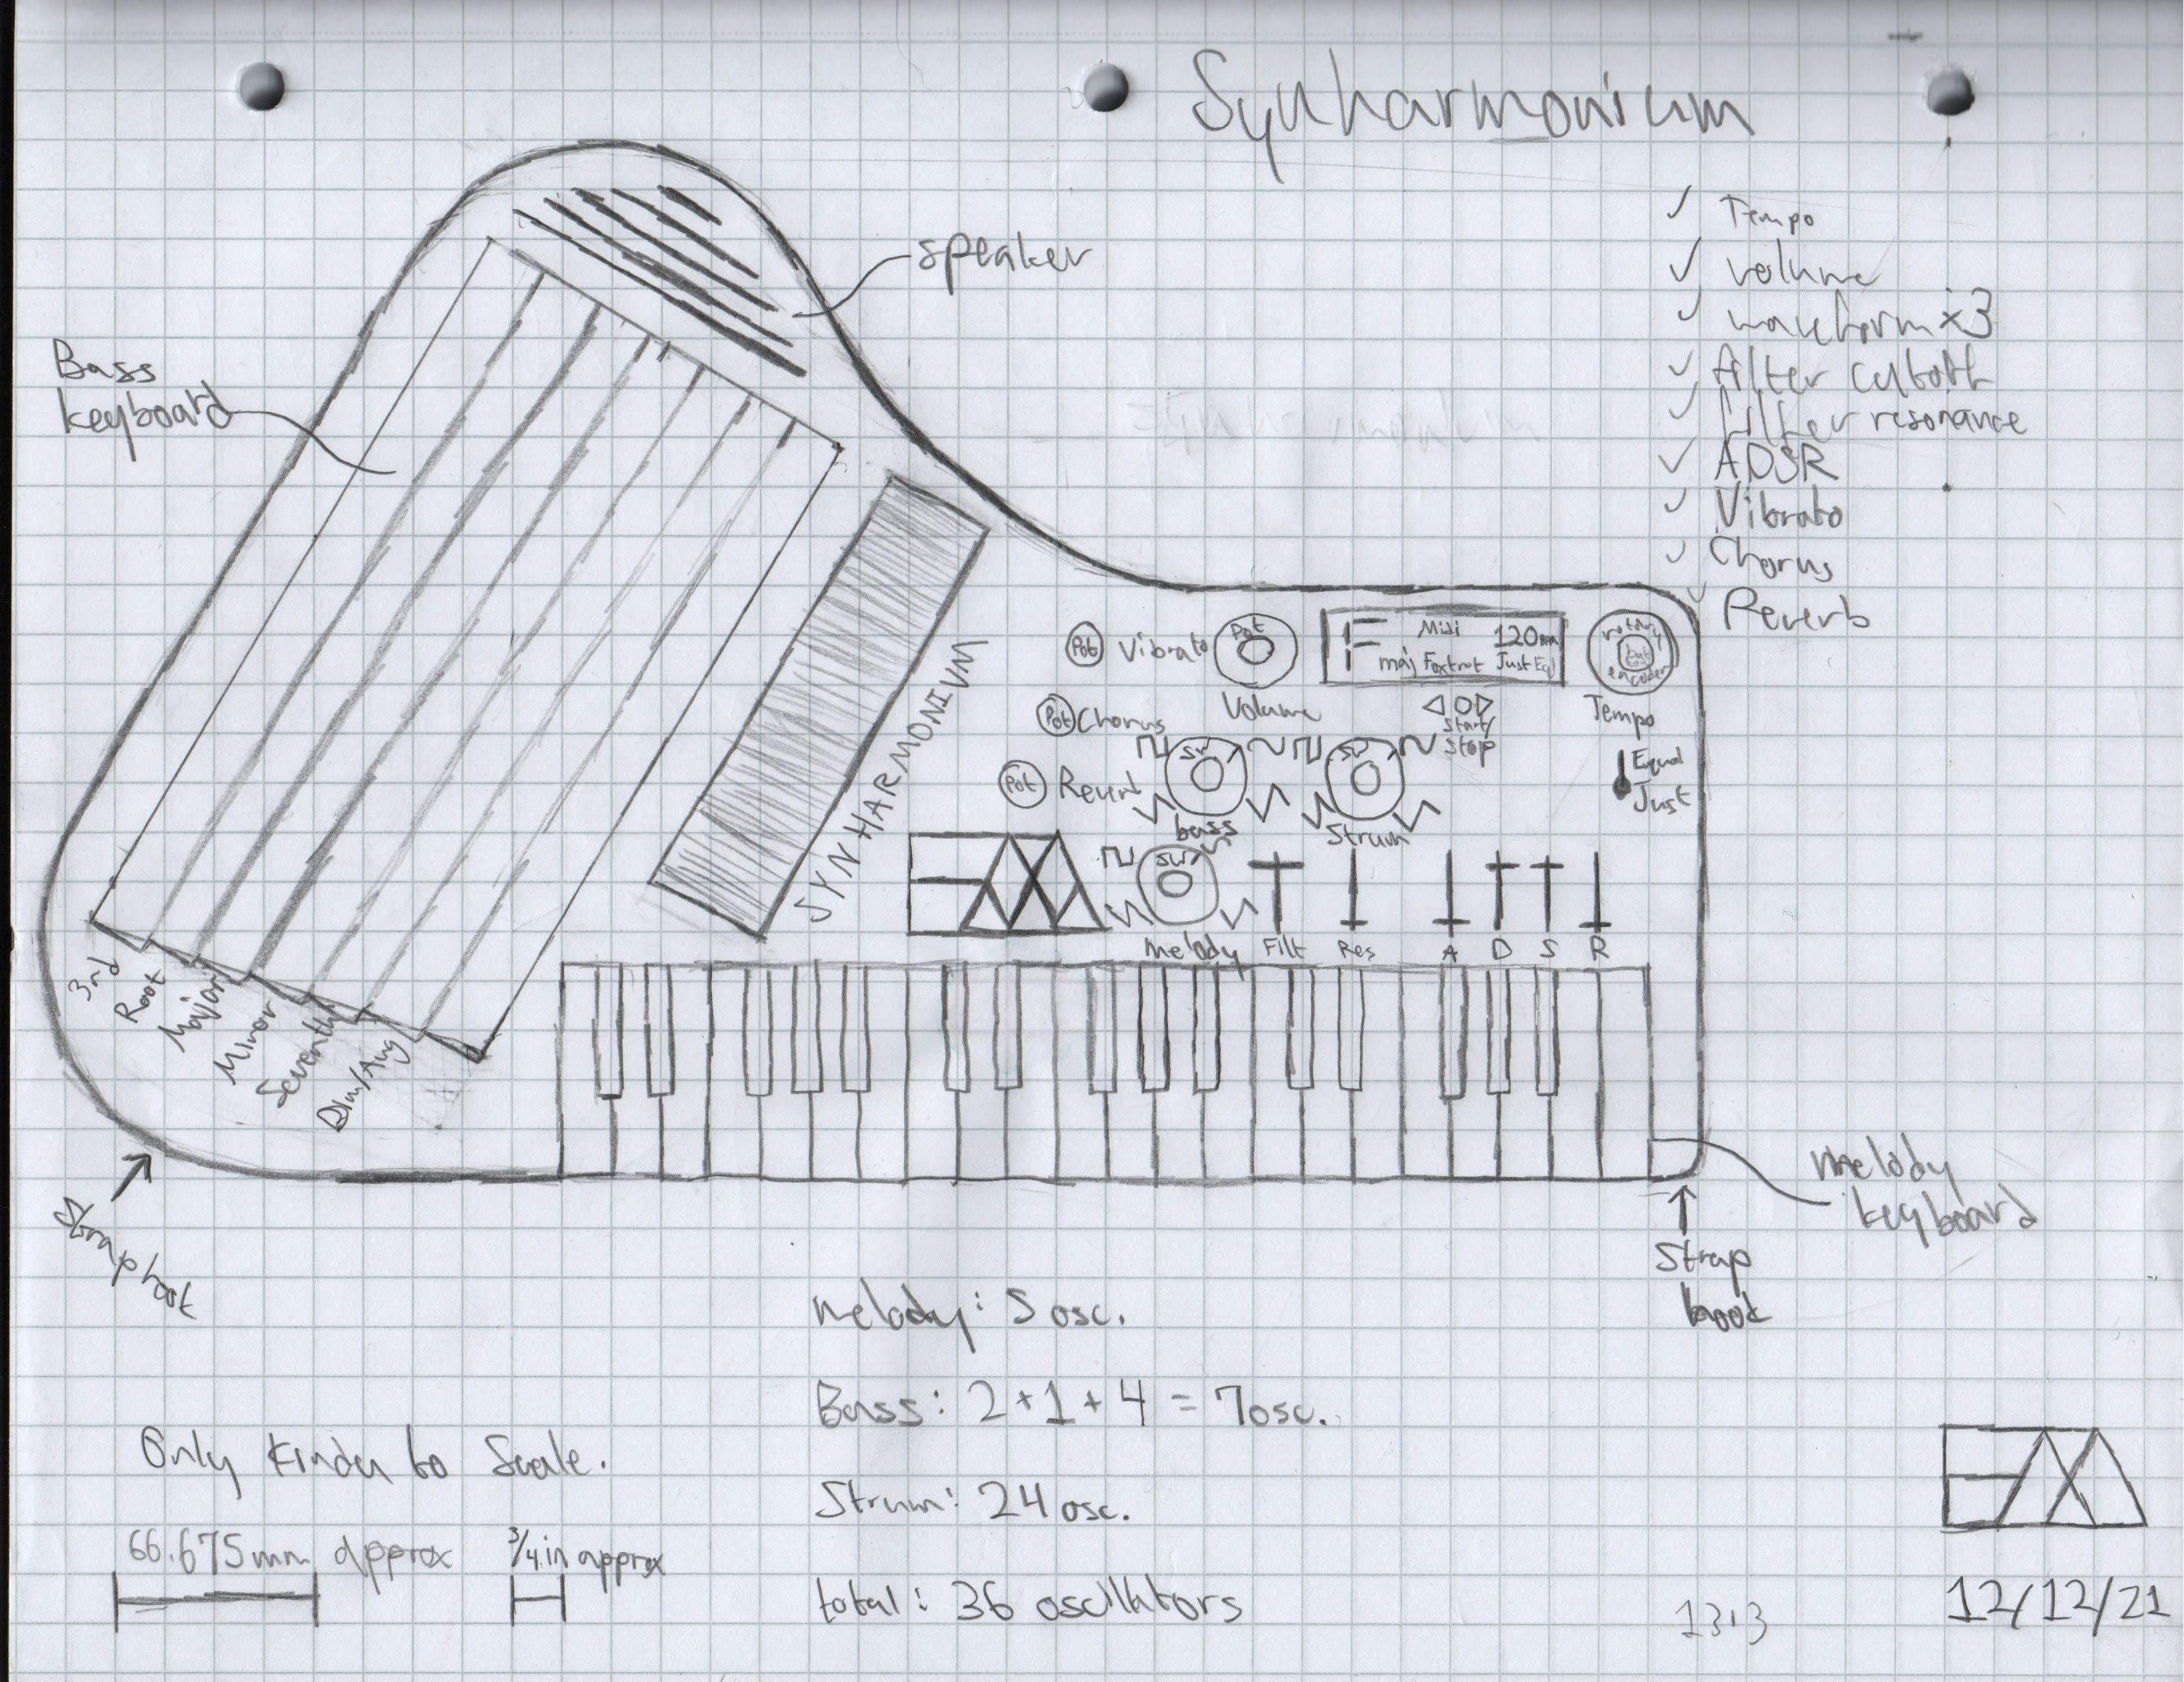 Synharmonium
✓ Tempo
✓ volume
✓ waveform x3
✓ filter cutoff
✓ filter resonance
✓ ADSR
✓ Vibrato
✓ Chorus
✓ Reverb
speaker
Bass
keyboard
Pot Vibrato
Pot
Volume
F Midi 120
maj Foxtrot Just Eql
rotary
encoder
Tempo
Pot Chorus
Start/
Stop
Pot Reverb
SW
bass
SW
Strum
Equal
Just
SYNHARMONIUM
SW
Melody
Filt
Res
A
D
S
R
3rd
Root
Major
Minor
Seventh
Dim/Aug
melody
keyboard
Strap hook
Strap
hook
melody: 5 osc.
Bass: 2+1+4 = 7osc.
Strum: 24 osc.
total: 36 oscillators
Only kinda to Scale.
66.675mm approx
3/4 in approx
EXA
13.3
12/12/21